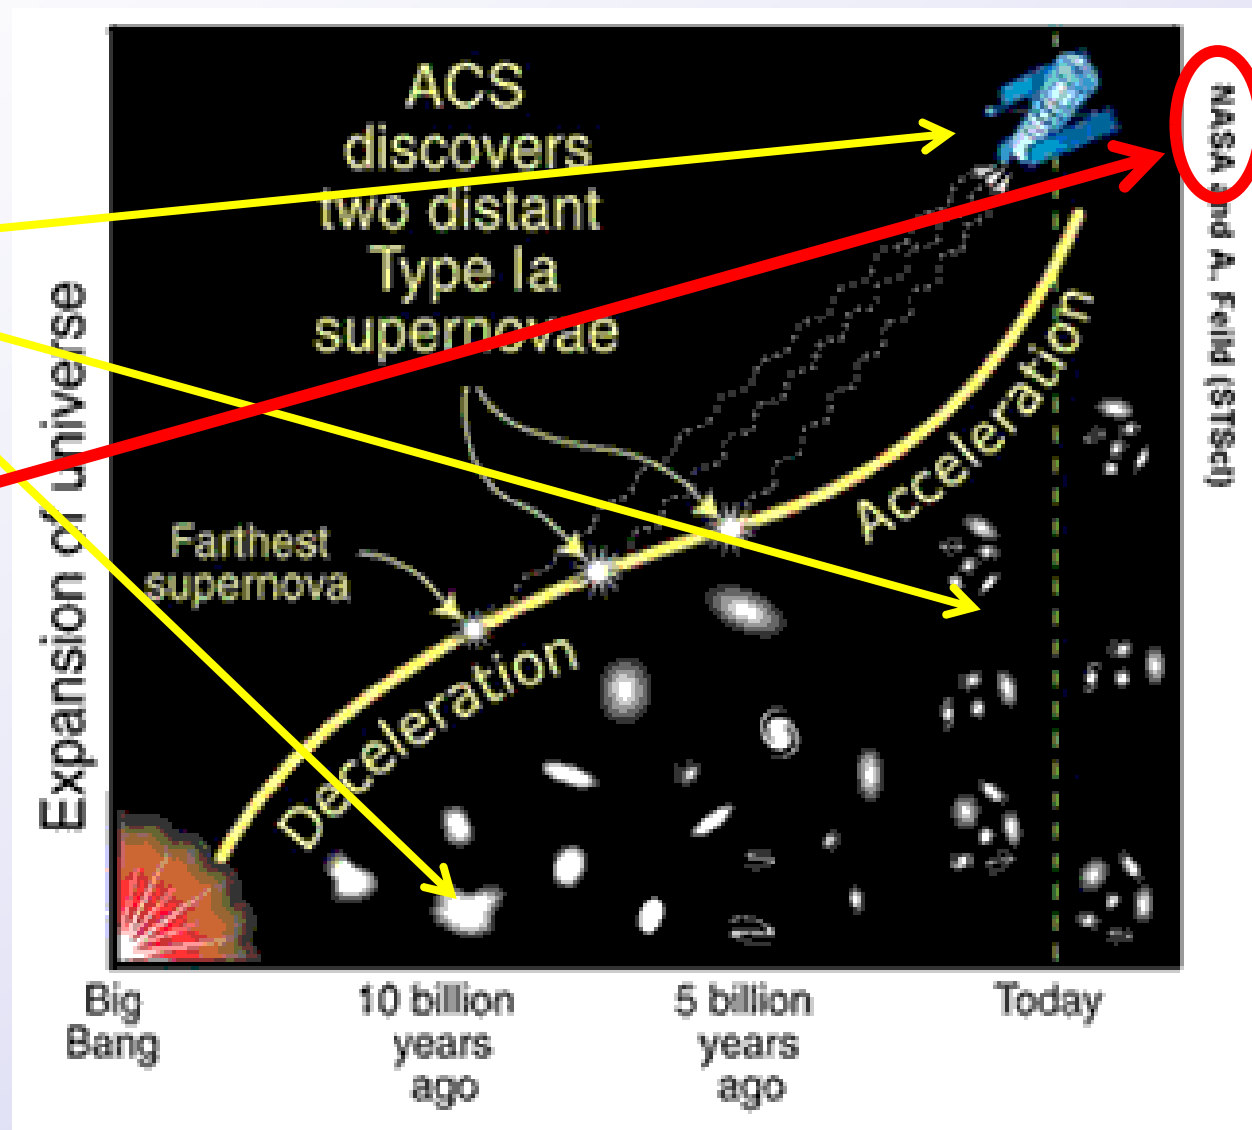 ACS
discovers
two distant
Type Ia
supernovae
NASA and A. Feild (STScI)
Expansion of universe
Acceleration
Farthest
supernova
Deceleration
Big
Bang
10 billion
years
ago
5 billion
years
ago
Today